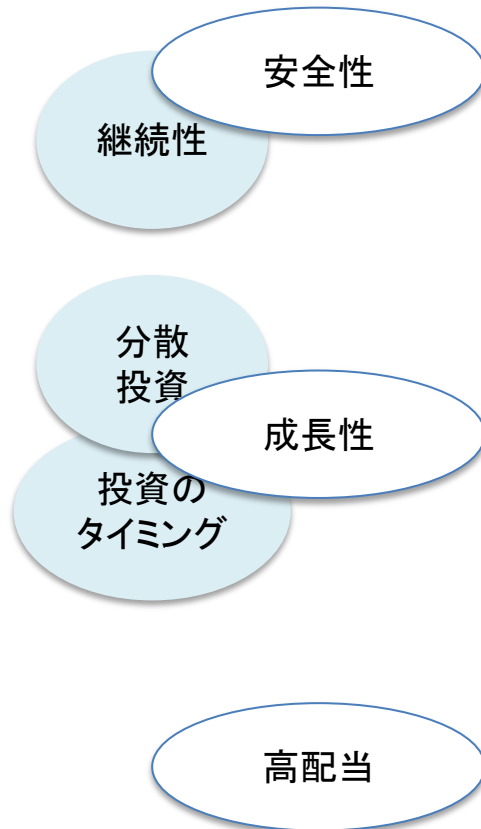 安全性
継続性
分散
投資
成長性
投資の
タイミング
高配当